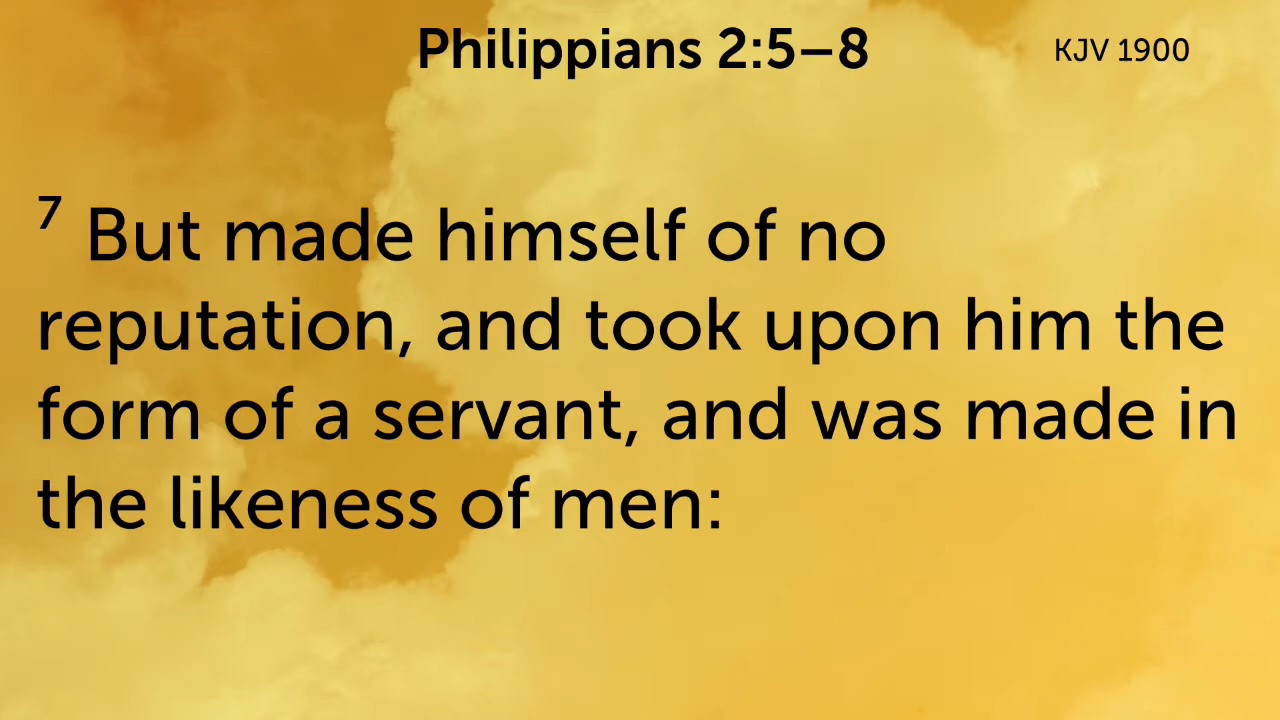 Philippians 2:5–8
KJV 1900
7 But made himself of no
reputation, and took upon him the
form of a servant, and was made in
the likeness of men: